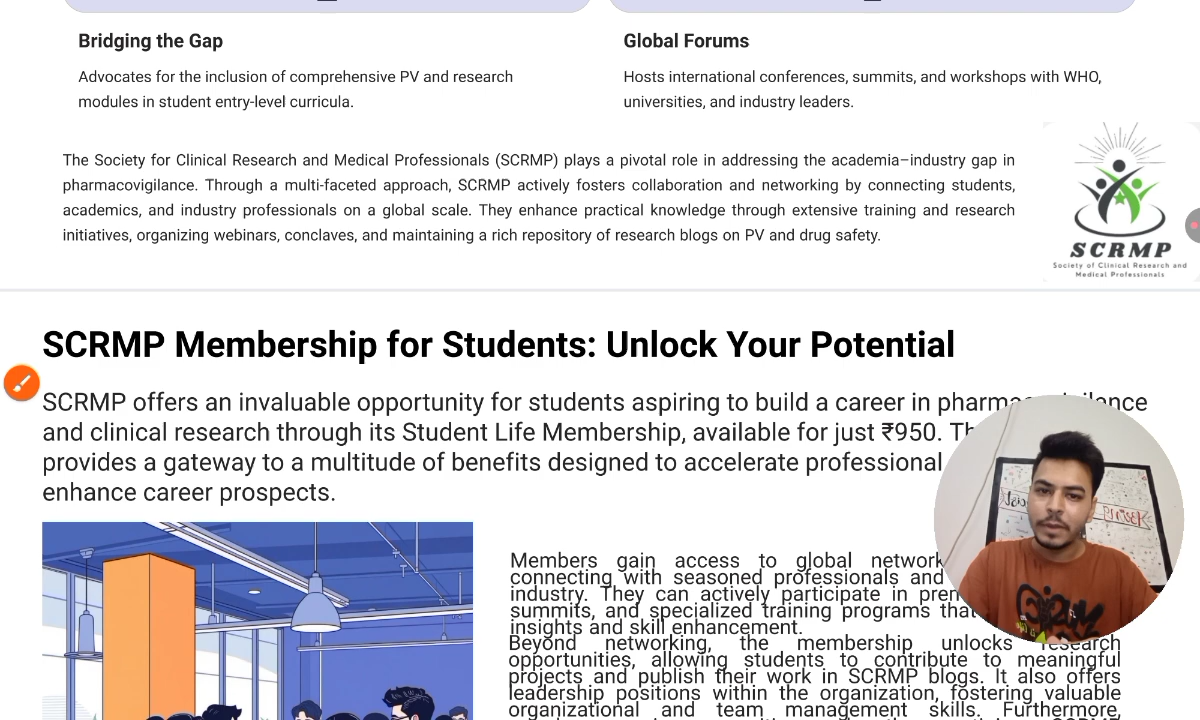 Bridging the Gap
Advocates for the inclusion of comprehensive PV and research
modules in student entry-level curricula.
Global Forums
Hosts international conferences, summits, and workshops with WHO,
universities, and industry leaders.
The Society for Clinical Research and Medical Professionals (SCRMP) plays a pivotal role in addressing the academia–industry gap in
pharmacovigilance. Through a multi-faceted approach, SCRMP actively fosters collaboration and networking by connecting students,
academics, and industry professionals on a global scale. They enhance practical knowledge through extensive training and research
initiatives, organizing webinars, conclaves, and maintaining a rich repository of research blogs on PV and drug safety.
SCRMP
Society of Clinical Research and
Medical Professionals
SCRMP Membership for Students: Unlock Your Potential
SCRMP offers an invaluable opportunity for students aspiring to build a career in
and clinical research through its Student Life Membership, available for just ₹950.
provides a gateway to a multitude of benefits designed to accelerate professional
enhance career prospects.
Members gain access to global
connecting with seasoned professionals and
industry. They can actively participate in
summits, and specialized training programs
insights and skill enhancement.
Beyond networking, the membership unlocks research
opportunities, allowing students to contribute to meaningful
projects and publish their work in SCRMP blogs. It also offers
leadership positions within the organization, fostering valuable
organizational and team management skills. Furthermore,